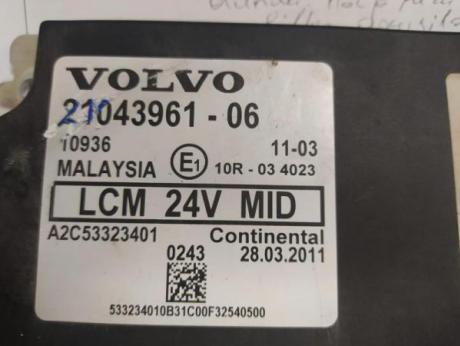 VOLVO
21043961 - 06
10936 11-03
MALAYSIA E1 10R - 03 4023
LCM 24V MID
A2C53323401 Continental
0243 28.03.2011
533234010B31C00F32540500